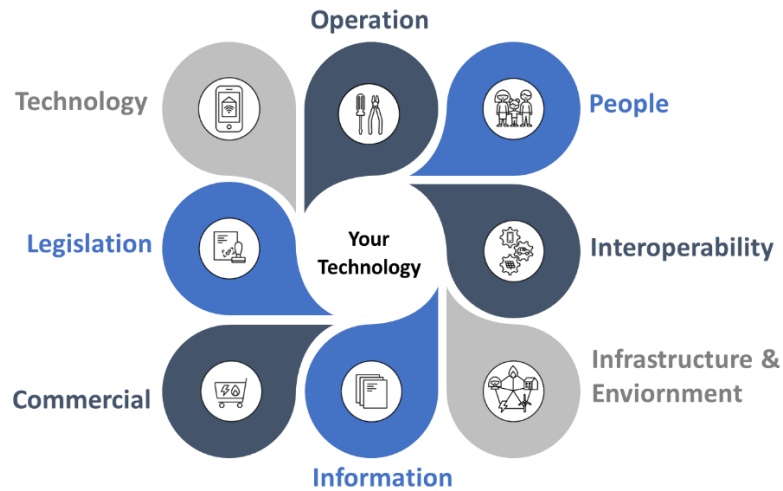 Operation
Technology
People
Legislation
Your
Technology
Interoperability
Commercial
Infrastructure &
Enviornment
Information